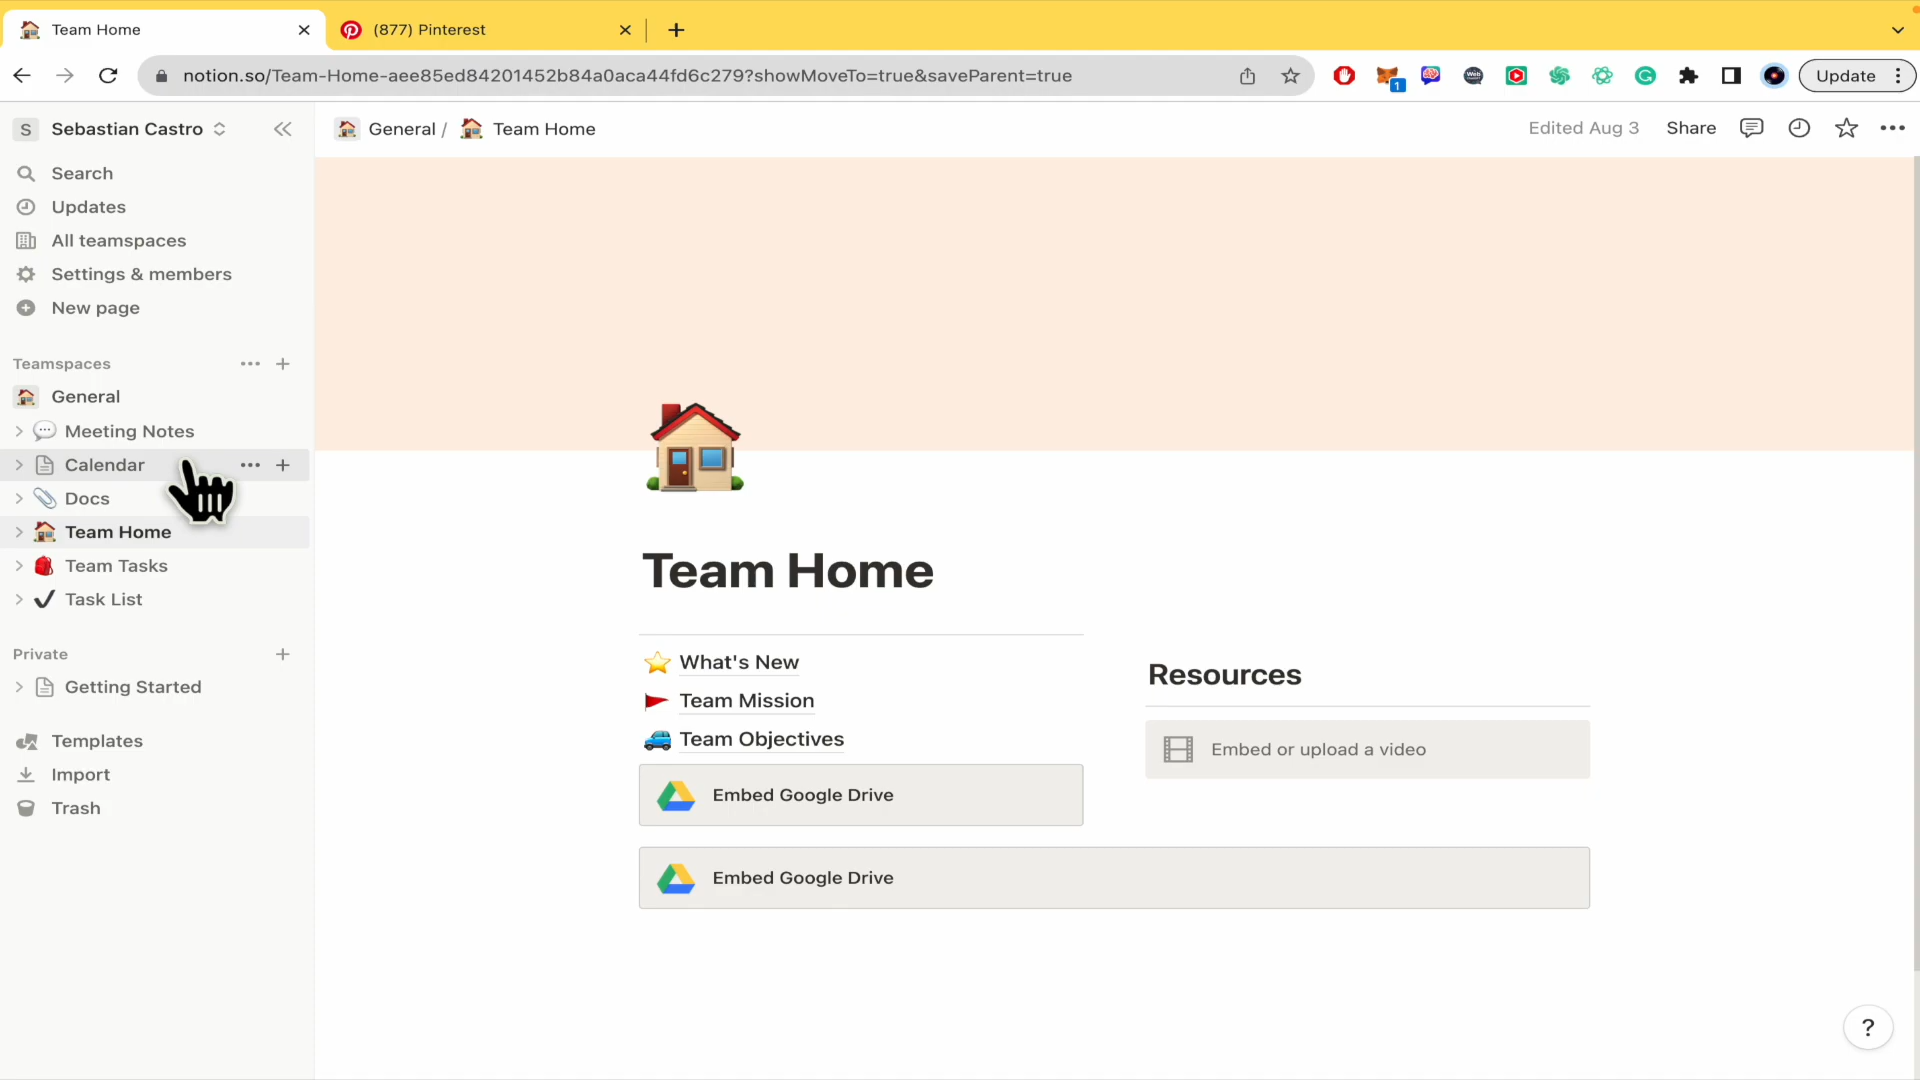 Team Home
(877) Pinterest
notion.so/Team-Home-aee85ed84201452b84a0aca44fd6c279?showMoveTo=true&saveParent=true
1
Update
S Sebastian Castro
General / Team Home
Edited Aug 3 Share
Search
Updates
All teamspaces
Settings & members
New page
Teamspaces
General
Meeting Notes
Calendar
Docs
Team Home
Team Tasks
Task List
Private
Getting Started
Templates
Import
Trash
Team Home
What's New
Team Mission
Team Objectives
Embed Google Drive
Resources
Embed or upload a video
Embed Google Drive
?